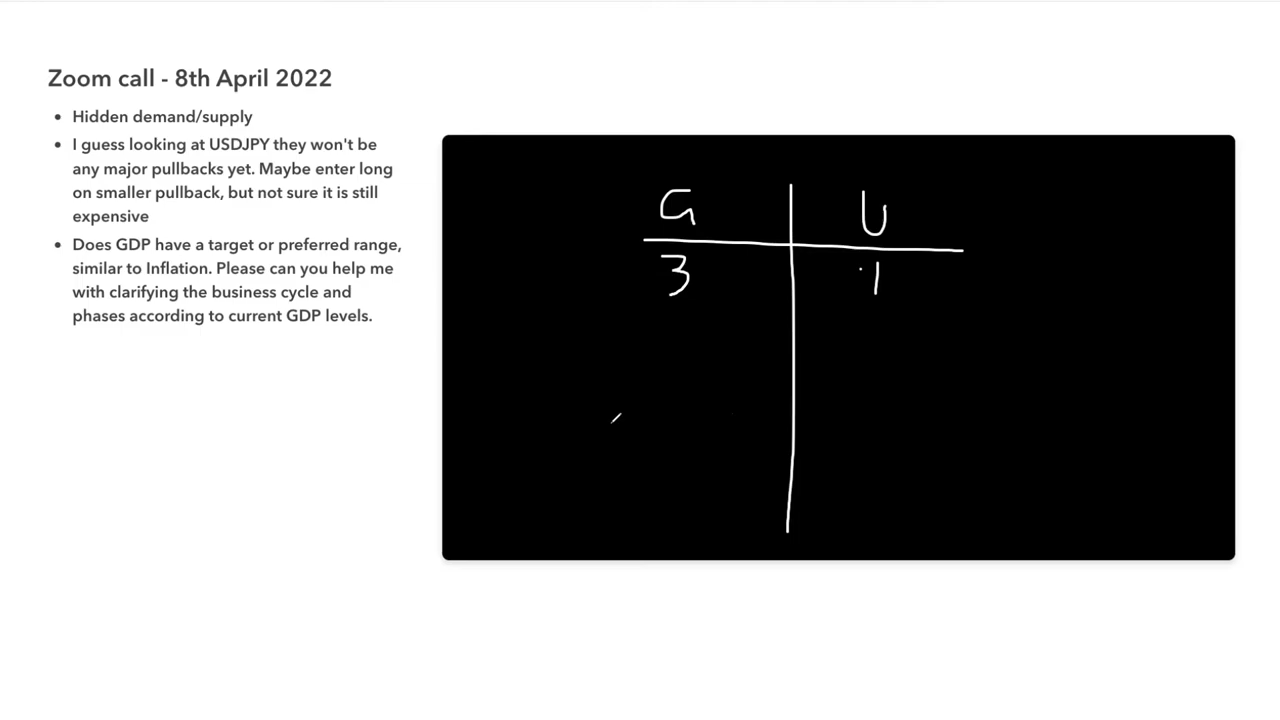 Zoom call - 8th April 2022
• Hidden demand/supply
• I guess looking at USDJPY they won't be
any major pullbacks yet. Maybe enter long
on smaller pullback, but not sure it is still
expensive
• Does GDP have a target or preferred range,
similar to Inflation. Please can you help me
with clarifying the business cycle and
phases according to current GDP levels.
G U
3 .1